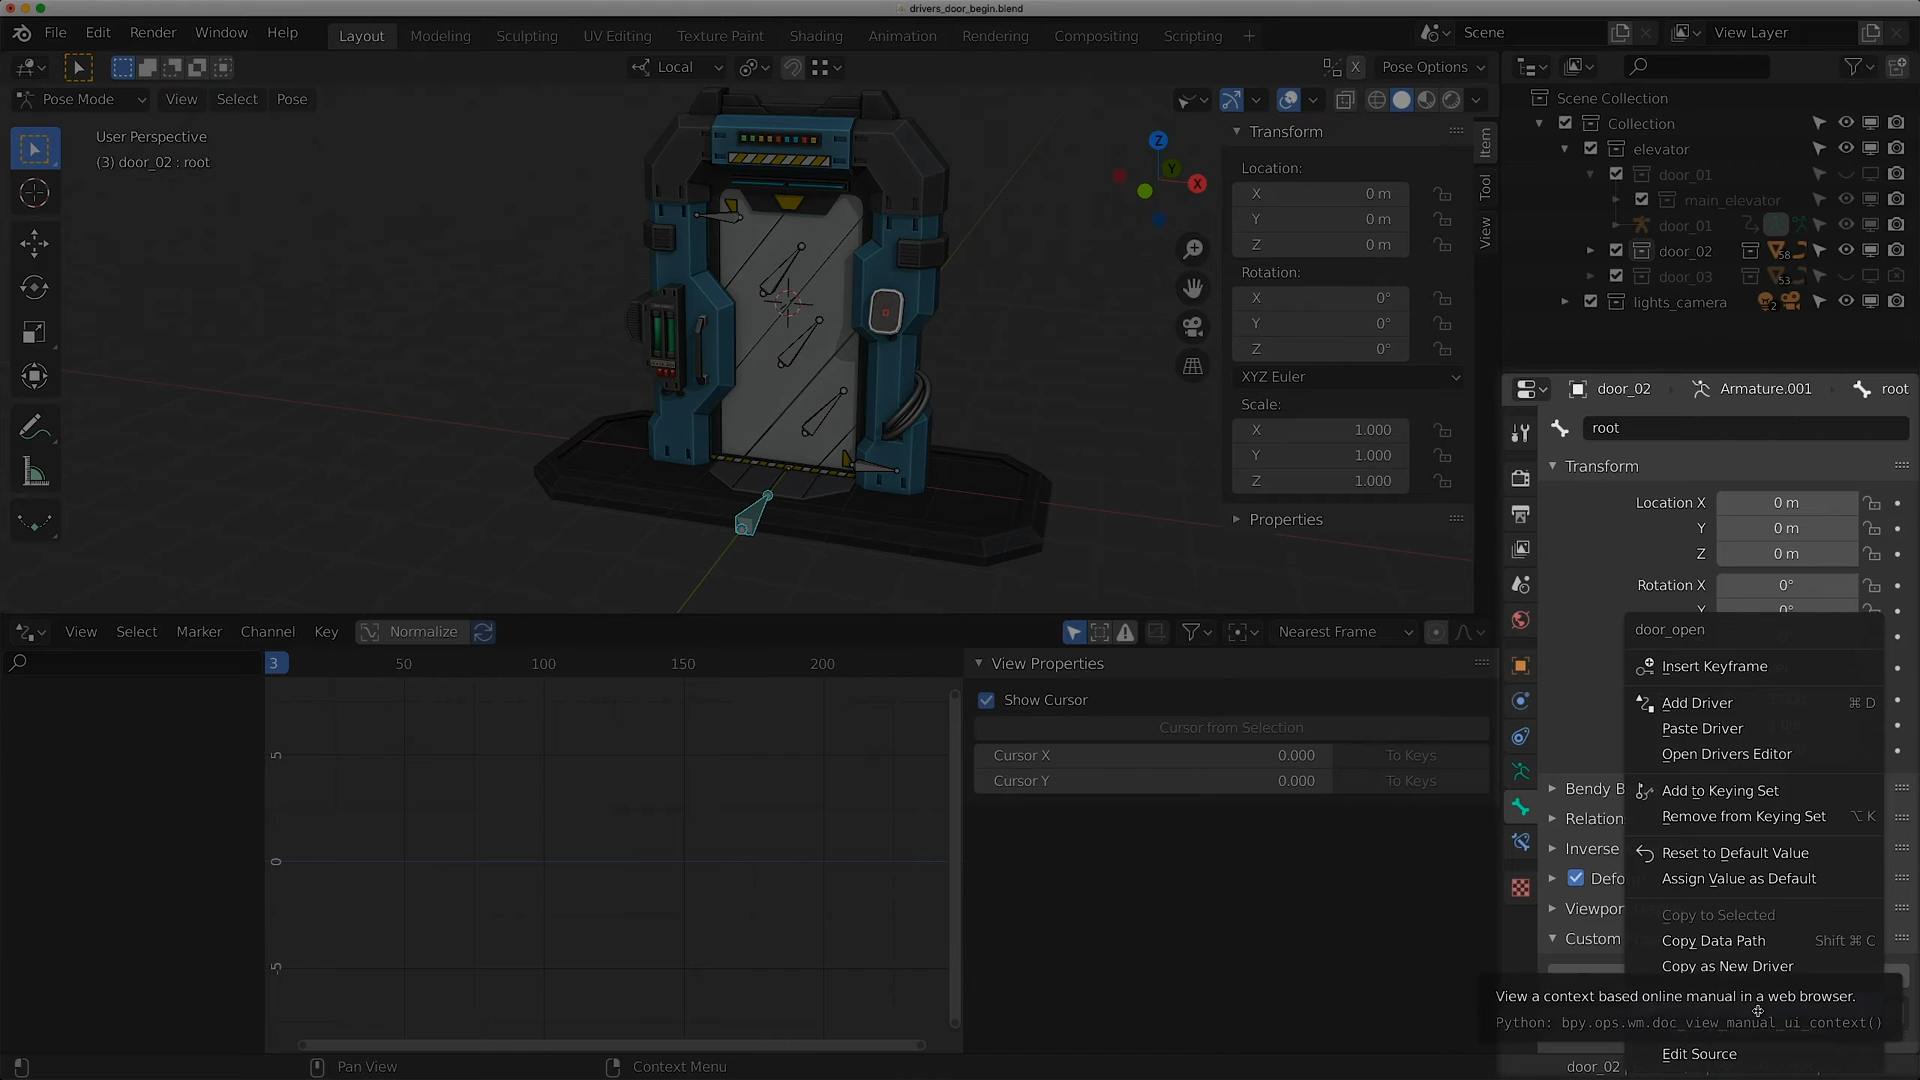 drivers_door_begin.blend
File Edit Render Window Help Layout Modeling Sculpting UV Editing Texture Paint Shading Animation Rendering Compositing Scripting + Scene View Layer
Local X Pose Options
Pose Mode View Select Pose
User Perspective
(3) door_02 : root
Z Y X
Transform
Location:
X 0 m
Y 0 m
Z 0 m
Rotation:
X 0°
Y 0°
Z 0°
XYZ Euler
Scale:
X 1.000
Y 1.000
Z 1.000
Properties
Item
Tool
View
Scene Collection
Collection
elevator
door_01
main_elevator
door_01
door_02 58
door_03 53
lights_camera 2
door_02 Armature.001 root
root
Transform
Location X 0 m
Y 0 m
Z 0 m
Rotation X 0°
Y 0°
Bendy B
Relation
Inverse
Defo
Viewpor
Custom
door_open
Insert Keyframe
Add Driver ⌘ D
Paste Driver
Open Drivers Editor
Add to Keying Set
Remove from Keying Set ⌥ K
Reset to Default Value
Assign Value as Default
Copy to Selected
Copy Data Path Shift ⌘ C
Copy as New Driver
View a context based online manual in a web browser.
Python: bpy.ops.wm.doc_view_manual_ui_context()
Edit Source
door_02
View Select Marker Channel Key Normalize Nearest Frame
3 50 100 150 200
5
0
-5
View Properties
Show Cursor
Cursor from Selection
Cursor X 0.000 To Keys
Cursor Y 0.000 To Keys
Pan View Context Menu